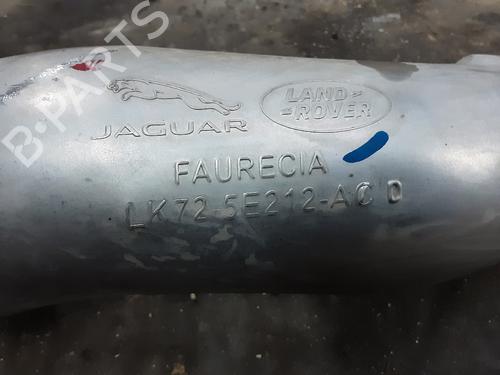 B-PARTS
JAGUAR
LAND-
-ROVER
FAURECIA
LK72 5E212-AC D